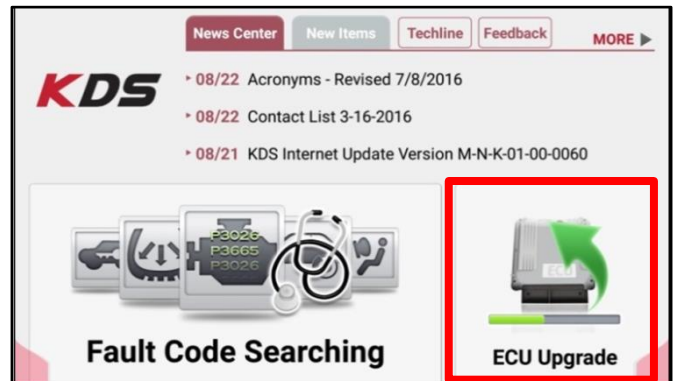 News Center New Items Techline Feedback MORE
KDS
08/22 Acronyms - Revised 7/8/2016
08/22 Contact List 3-16-2016
08/21 KDS Internet Update Version M-N-K-01-00-0060
P3026
P3665
P3026
ECU
Fault Code Searching
ECU Upgrade